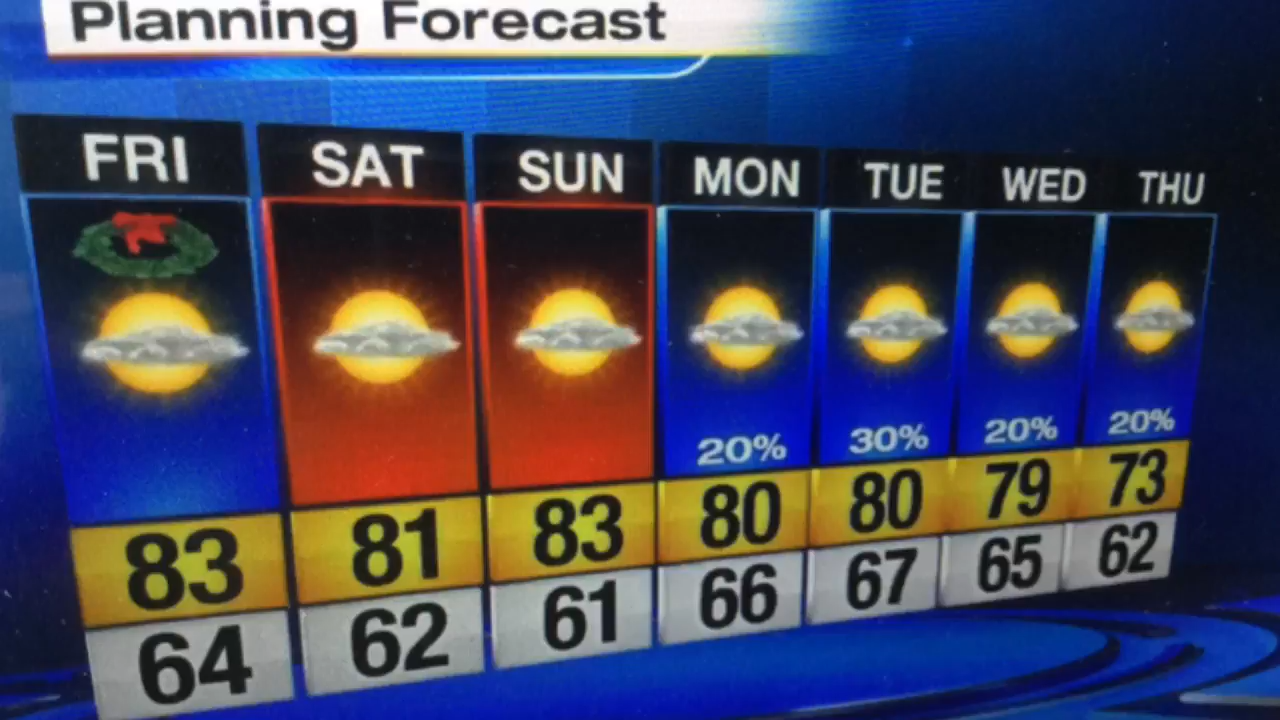 Planning Forecast
FRI SAT SUN MON TUE WED THU
20% 30% 20% 20%
83 81 83 80 80 79 73
64 62 61 66 67 65 62